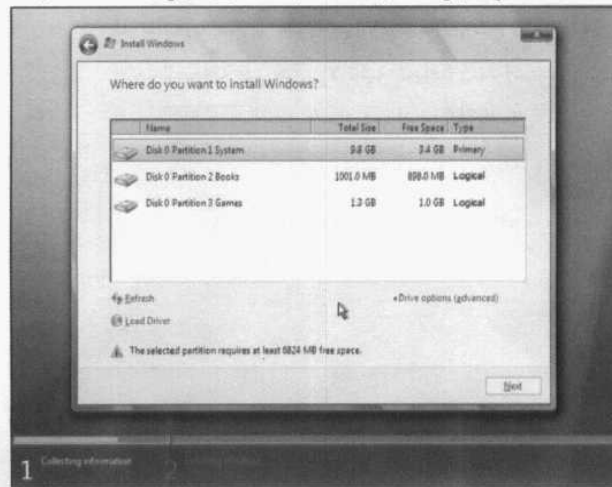 Install Windows
Where do you want to install Windows?
Name Total Size Free Space Type
Disk 0 Partition 1 System 9.8 GB 3.4 GB Primary
Disk 0 Partition 2 Books 1001.0 MB 898.0 MB Logical
Disk 0 Partition 3 Games 1.3 GB 1.0 GB Logical
Refresh Drive options (advanced)
Load Driver
The selected partition requires at least 6824 MB free space.
Next
1 Collecting information 2